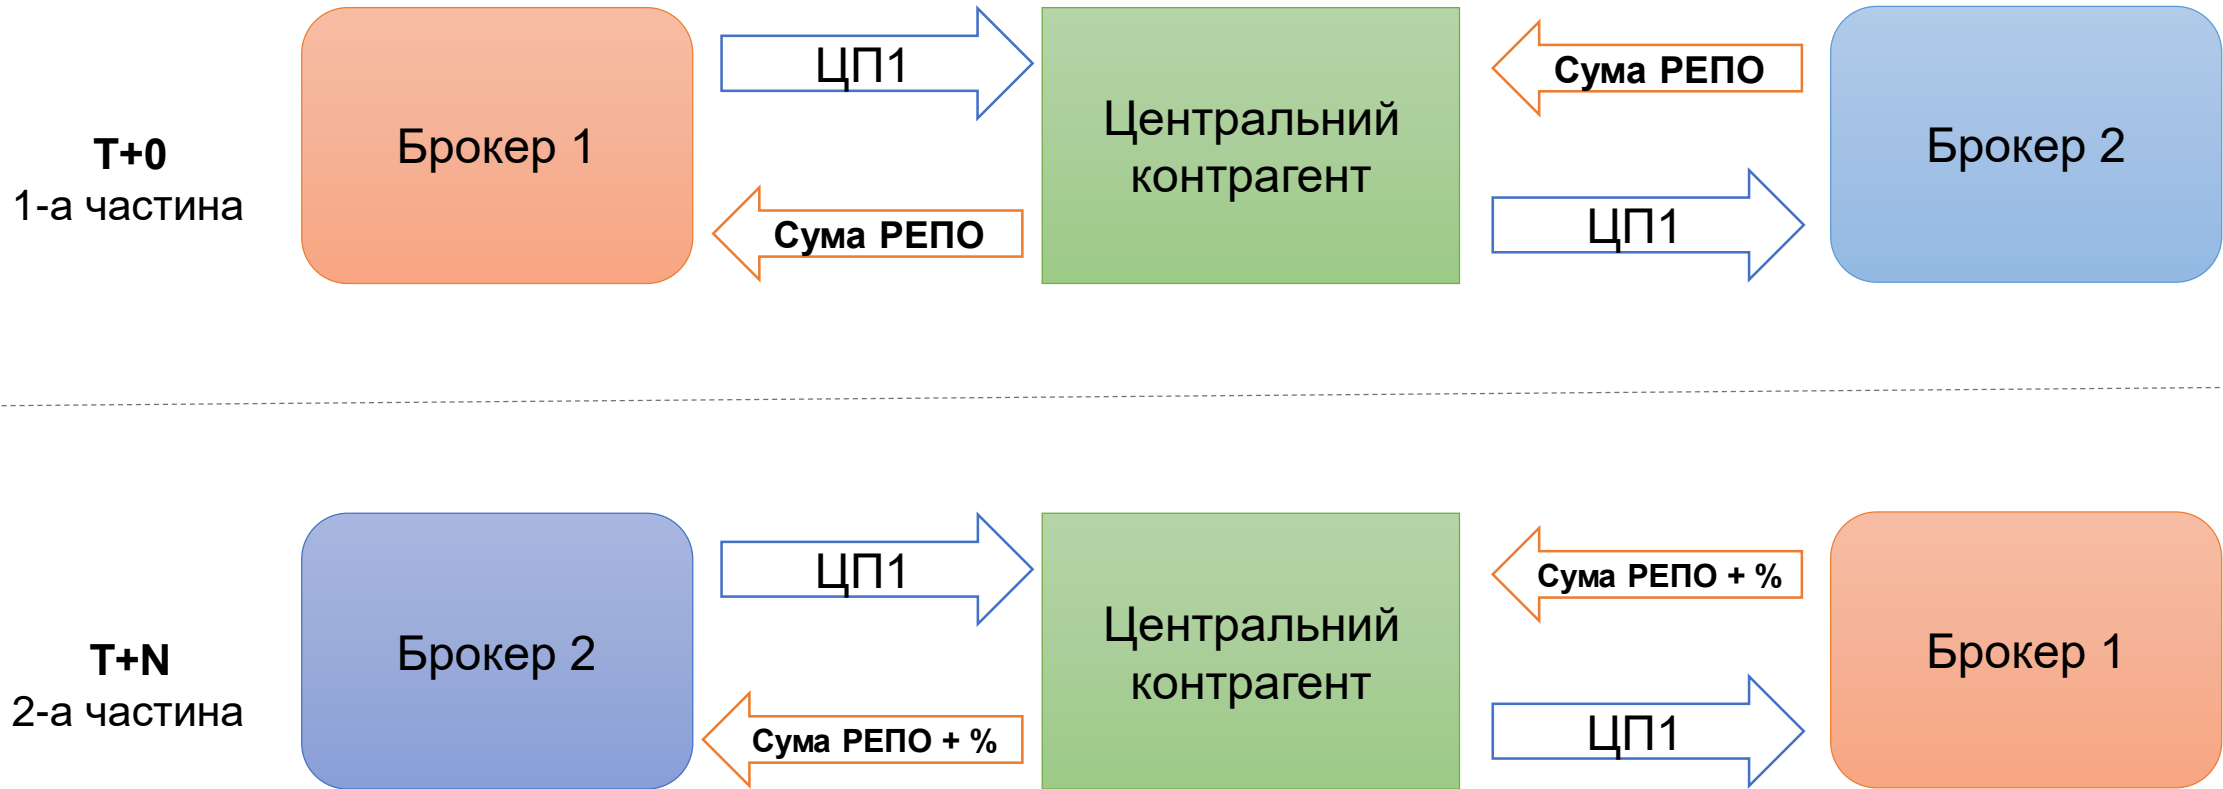 ЦП1
Сума РЕПО
Т+0
1-а частина
Брокер 1
Центральний
контрагент
Брокер 2
Сума РЕПО
ЦП1
ЦП1
Сума РЕПО + %
T+N
2-а частина
Брокер 2
Центральний
контрагент
Брокер 1
Сума РЕПО + %
ЦП1